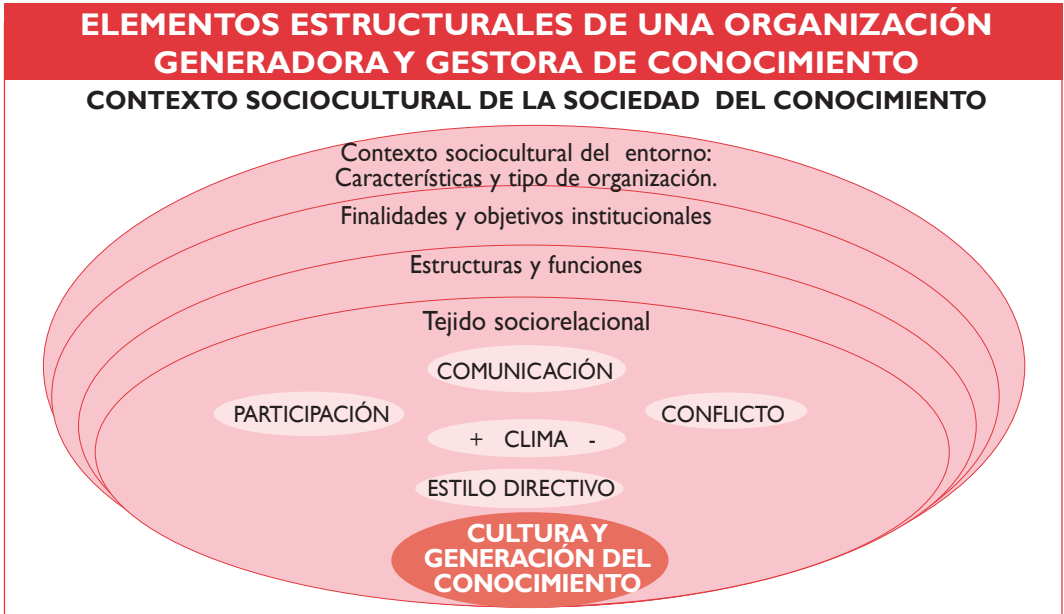 ELEMENTOS ESTRUCTURALES DE UNA ORGANIZACIÓN
GENERADORA Y GESTORA DE CONOCIMIENTO
CONTEXTO SOCIOCULTURAL DE LA SOCIEDAD DEL CONOCIMIENTO
Contexto sociocultural del entorno:
Características y tipo de organización.
Finalidades y objetivos institucionales
Estructuras y funciones
Tejido sociorelacional
COMUNICACIÓN
PARTICIPACIÓN
CONFLICTO
+ CLIMA -
ESTILO DIRECTIVO
CULTURA Y
GENERACIÓN DEL
CONOCIMIENTO